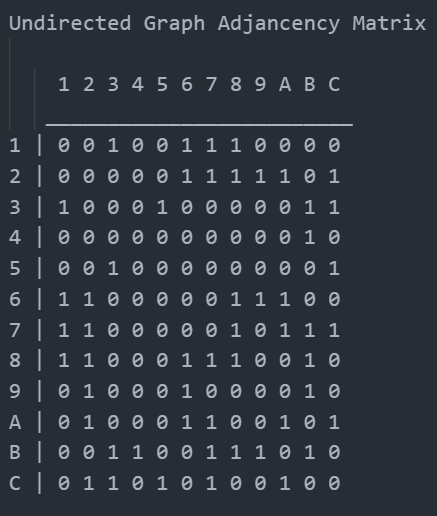 Undirected Graph Adjancency Matrix
1 2 3 4 5 6 7 8 9 A B C
1 | 0 0 1 0 0 1 1 1 0 0 0 0
2 | 0 0 0 0 0 1 1 1 1 1 0 1
3 | 1 0 0 0 1 0 0 0 0 0 1 1
4 | 0 0 0 0 0 0 0 0 0 0 1 0
5 | 0 0 1 0 0 0 0 0 0 0 0 1
6 | 1 1 0 0 0 0 0 1 1 1 0 0
7 | 1 1 0 0 0 0 0 1 0 1 1 1
8 | 1 1 0 0 0 1 1 1 0 0 1 0
9 | 0 1 0 0 0 1 0 0 0 0 1 0
A | 0 1 0 0 0 1 1 0 0 1 0 1
B | 0 0 1 1 0 0 1 1 1 0 1 0
C | 0 1 1 0 1 0 1 0 0 1 0 0